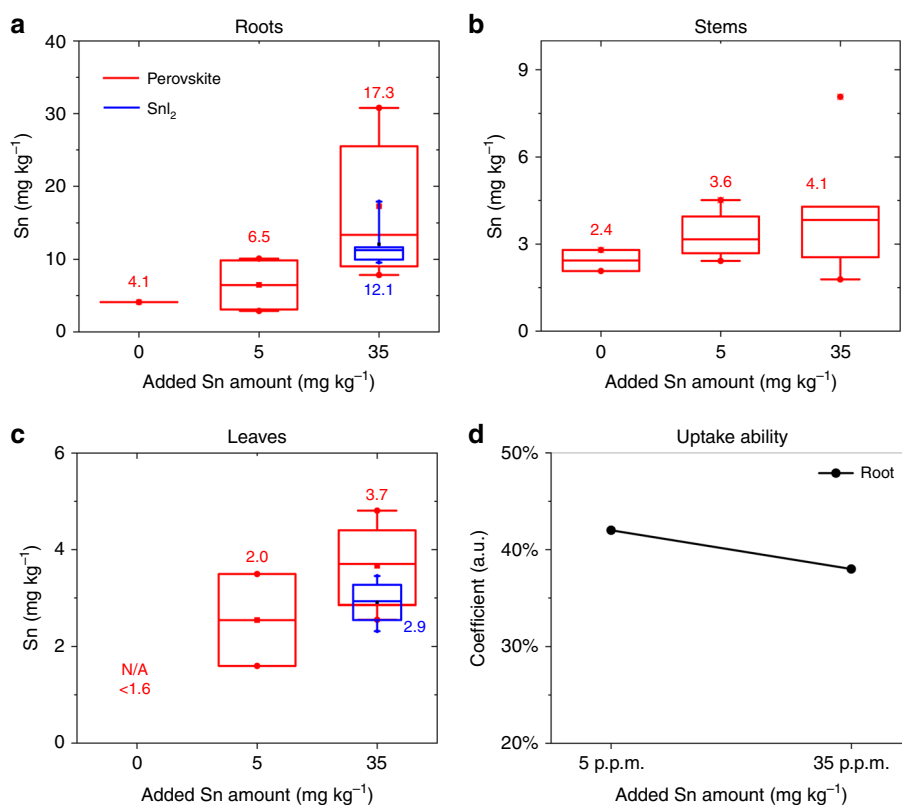 a
Roots
Sn (mg kg⁻¹)
40
30
20
10
0
Perovskite
SnI₂
4.1
6.5
17.3
12.1
0
5
35
Added Sn amount (mg kg⁻¹)
b
Stems
Sn (mg kg⁻¹)
9
6
3
0
2.4
3.6
4.1
0
5
35
Added Sn amount (mg kg⁻¹)
c
Leaves
Sn (mg kg⁻¹)
6
4
2
0
N/A
<1.6
2.0
3.7
2.9
0
5
35
Added Sn amount (mg kg⁻¹)
d
Uptake ability
Coefficient (a.u.)
50%
40%
30%
20%
Root
5 p.p.m.
35 p.p.m.
Added Sn amount (mg kg⁻¹)